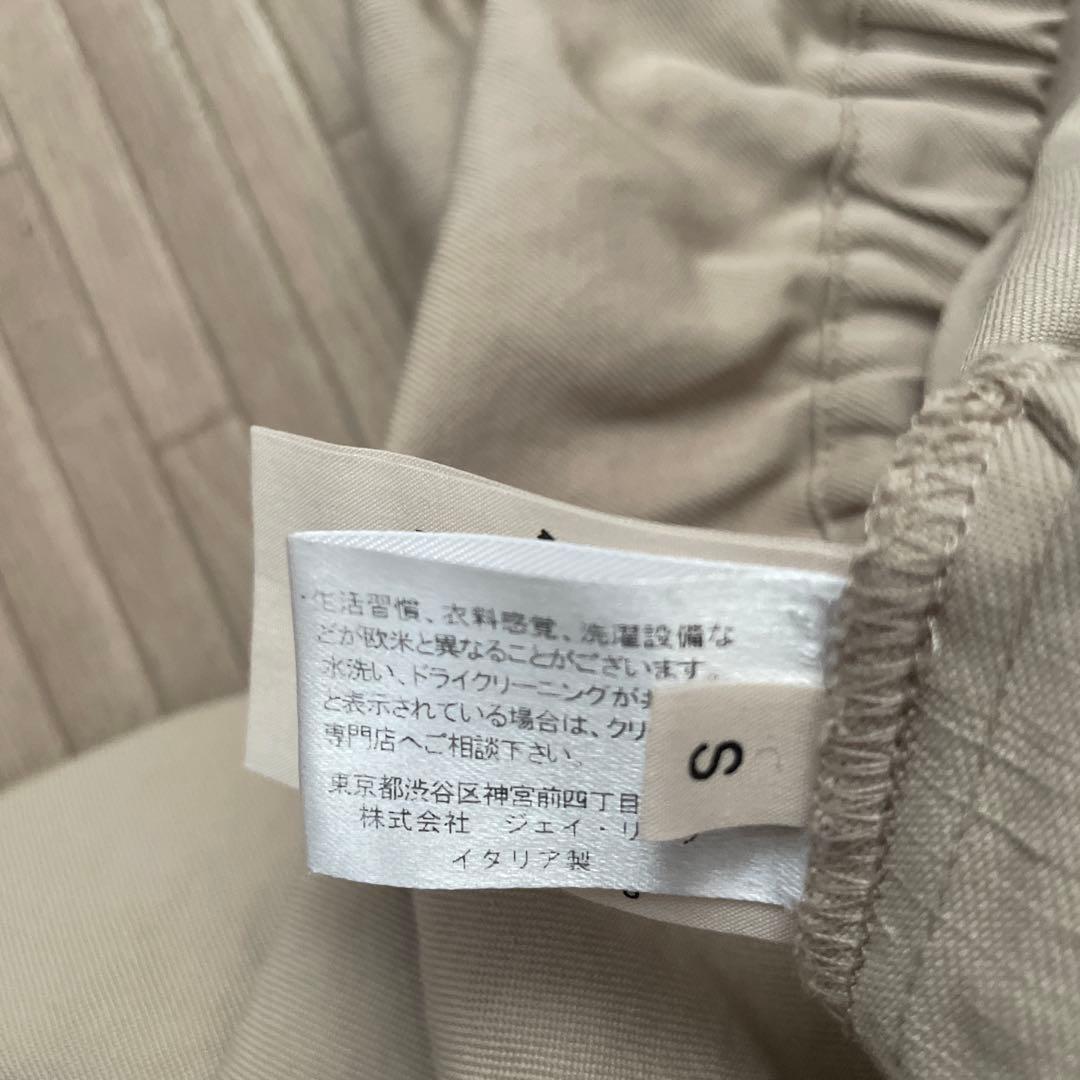 ・生活習慣、衣料感覚、洗濯設備な
どが欧米と異なることがございます。
水洗い、ドライクリーニングが
と表示されている場合は、クリ
専門店へご相談下さい。
東京都渋谷区神宮前四丁目
株式会社 ジェイ・リ
イタリア製
S